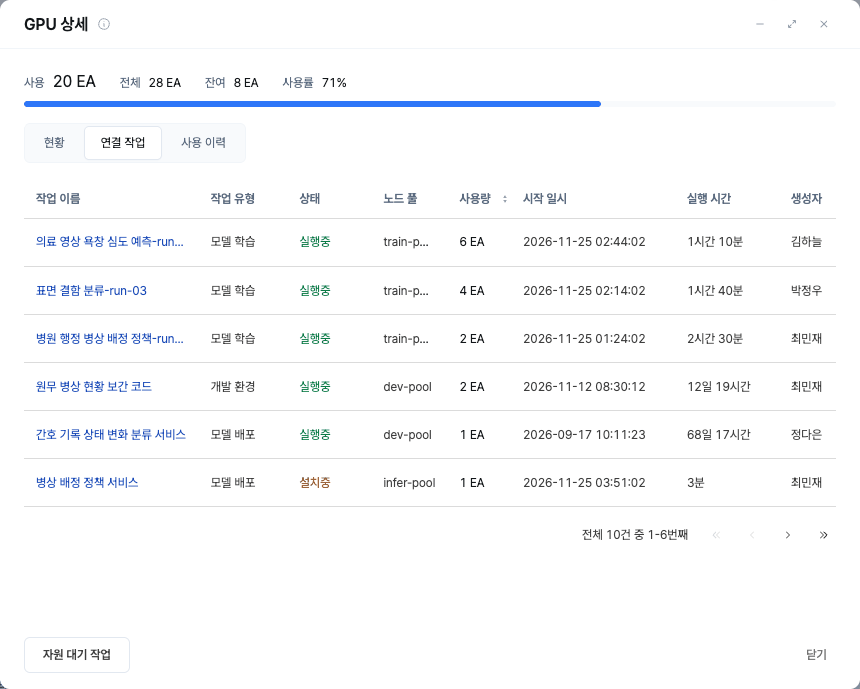 GPU 상세
사용 20 EA 전체 28 EA 잔여 8 EA 사용률 71%
현황 연결 작업 사용 이력
작업 이름 작업 유형 상태 노드 풀 사용량 시작 일시 실행 시간 생성자
의료 영상 욕창 심도 예측-run... 모델 학습 실행중 train-p... 6 EA 2026-11-25 02:44:02 1시간 10분 김하늘
표면 결함 분류-run-03 모델 학습 실행중 train-p... 4 EA 2026-11-25 02:14:02 1시간 40분 박정우
병원 행정 병상 배정 정책-run... 모델 학습 실행중 train-p... 2 EA 2026-11-25 01:24:02 2시간 30분 최민재
원무 병상 현황 보간 코드 개발 환경 실행중 dev-pool 2 EA 2026-11-12 08:30:12 12일 19시간 최민재
간호 기록 상태 변화 분류 서비스 모델 배포 실행중 dev-pool 1 EA 2026-09-17 10:11:23 68일 17시간 정다은
병상 배정 정책 서비스 모델 배포 설치중 infer-pool 1 EA 2026-11-25 03:51:02 3분 최민재
전체 10건 중 1-6번째
자원 대기 작업 닫기